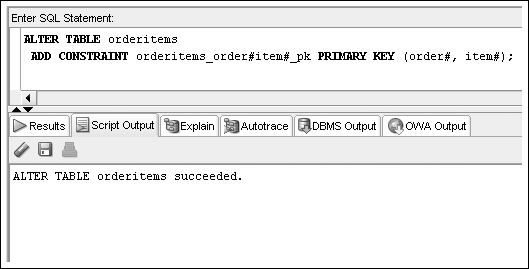 Enter SQL Statement:
ALTER TABLE orderitems
ADD CONSTRAINT orderitems_order#item#_pk PRIMARY KEY (order#, item#);
Results Script Output Explain Autotrace DBMS Output OWA Output
ALTER TABLE orderitems succeeded.